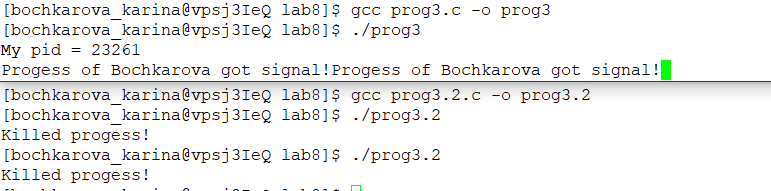 [bochkarova_karina@vpsj3IeQ lab8]$ gcc prog3.c -o prog3
[bochkarova_karina@vpsj3IeQ lab8]$ ./prog3
My pid = 23261
Progess of Bochkarova got signal!Progess of Bochkarova got signal!
[bochkarova_karina@vpsj3IeQ lab8]$ gcc prog3.2.c -o prog3.2
[bochkarova_karina@vpsj3IeQ lab8]$ ./prog3.2
Killed progess!
[bochkarova_karina@vpsj3IeQ lab8]$ ./prog3.2
Killed progess!